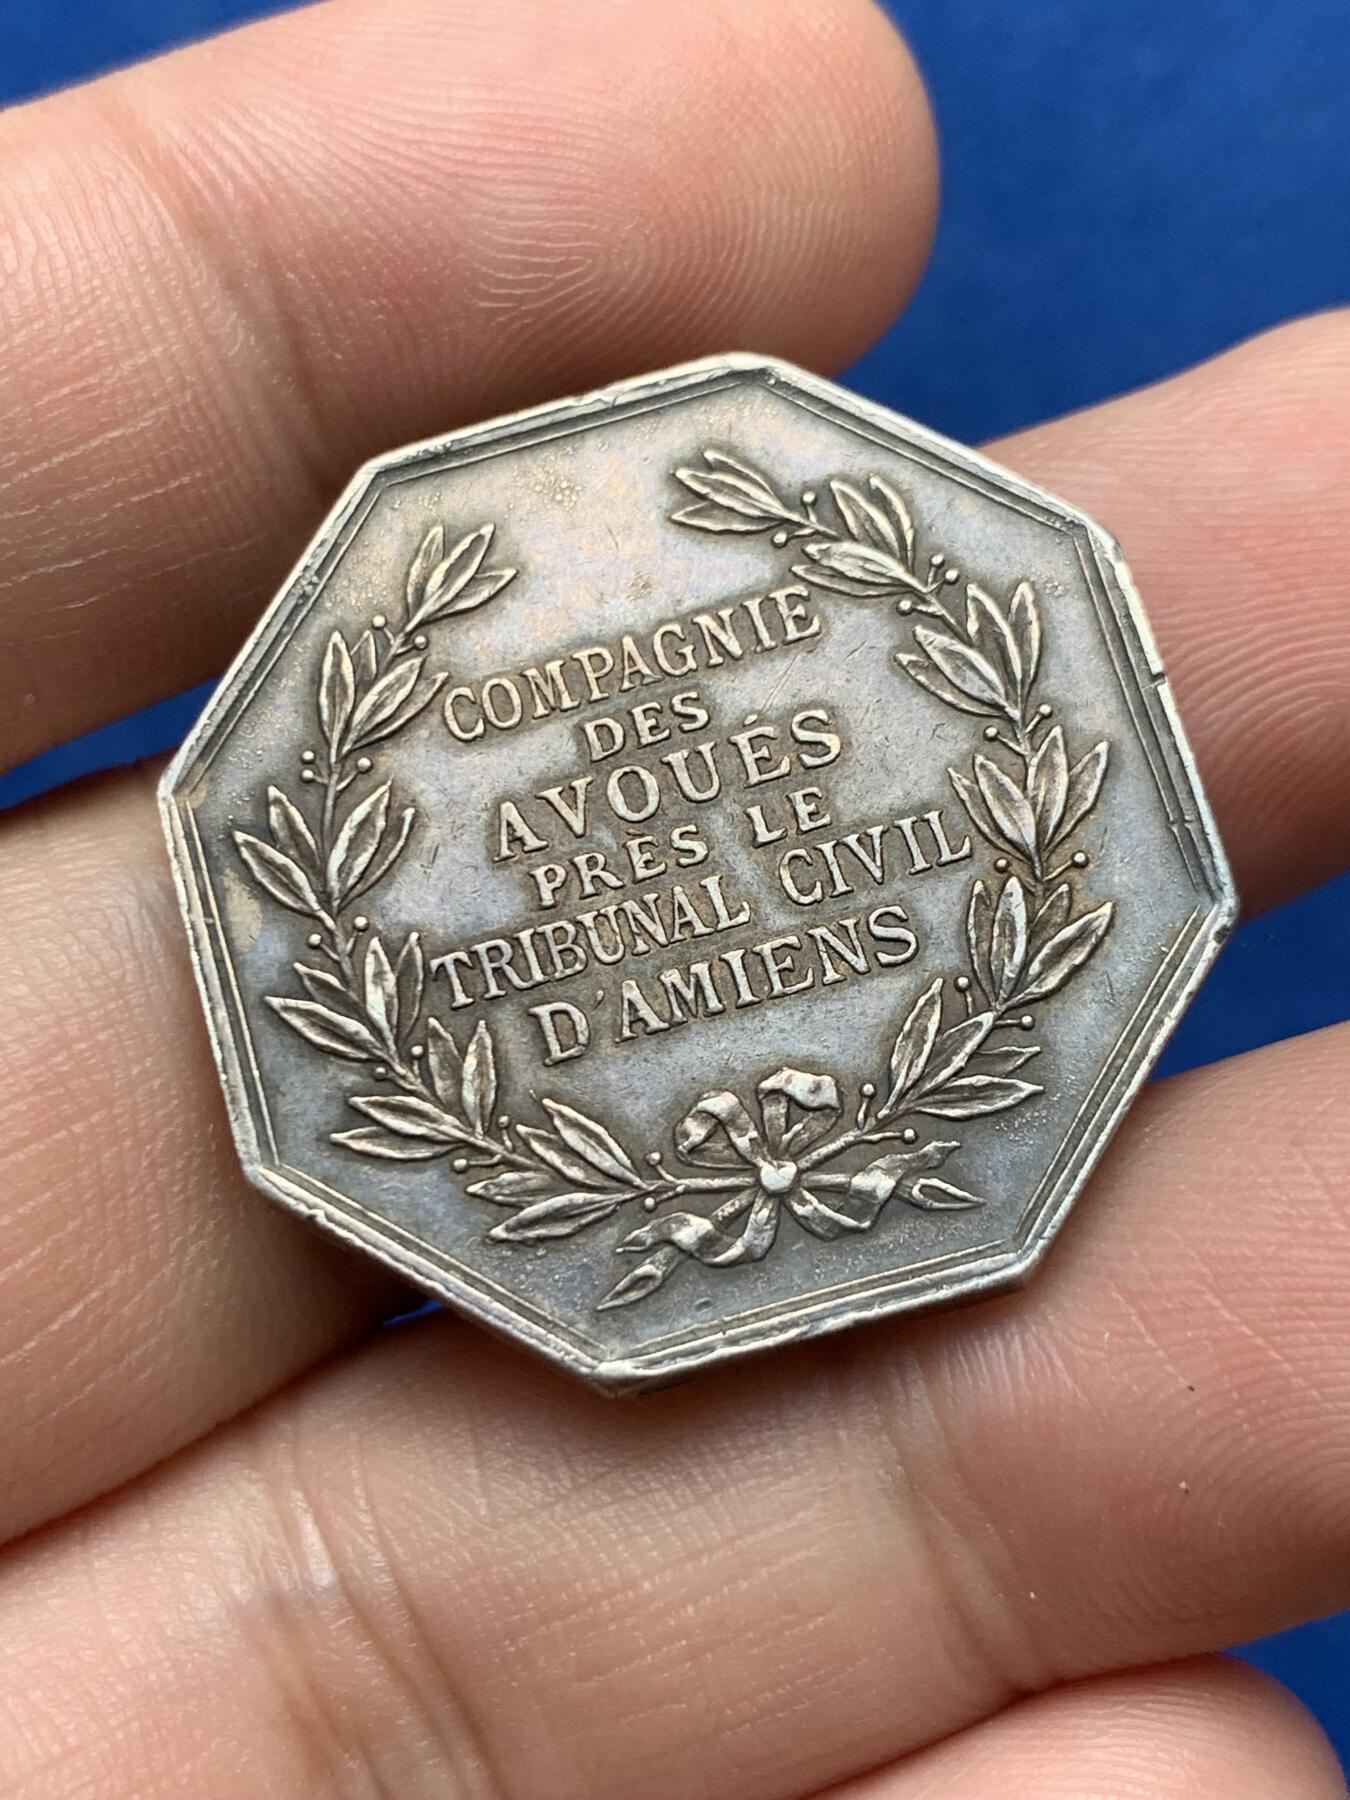 COMPAGNIE
DES
AVOUÉS
PRÈS LE
TRIBUNAL CIVIL
D'AMIENS